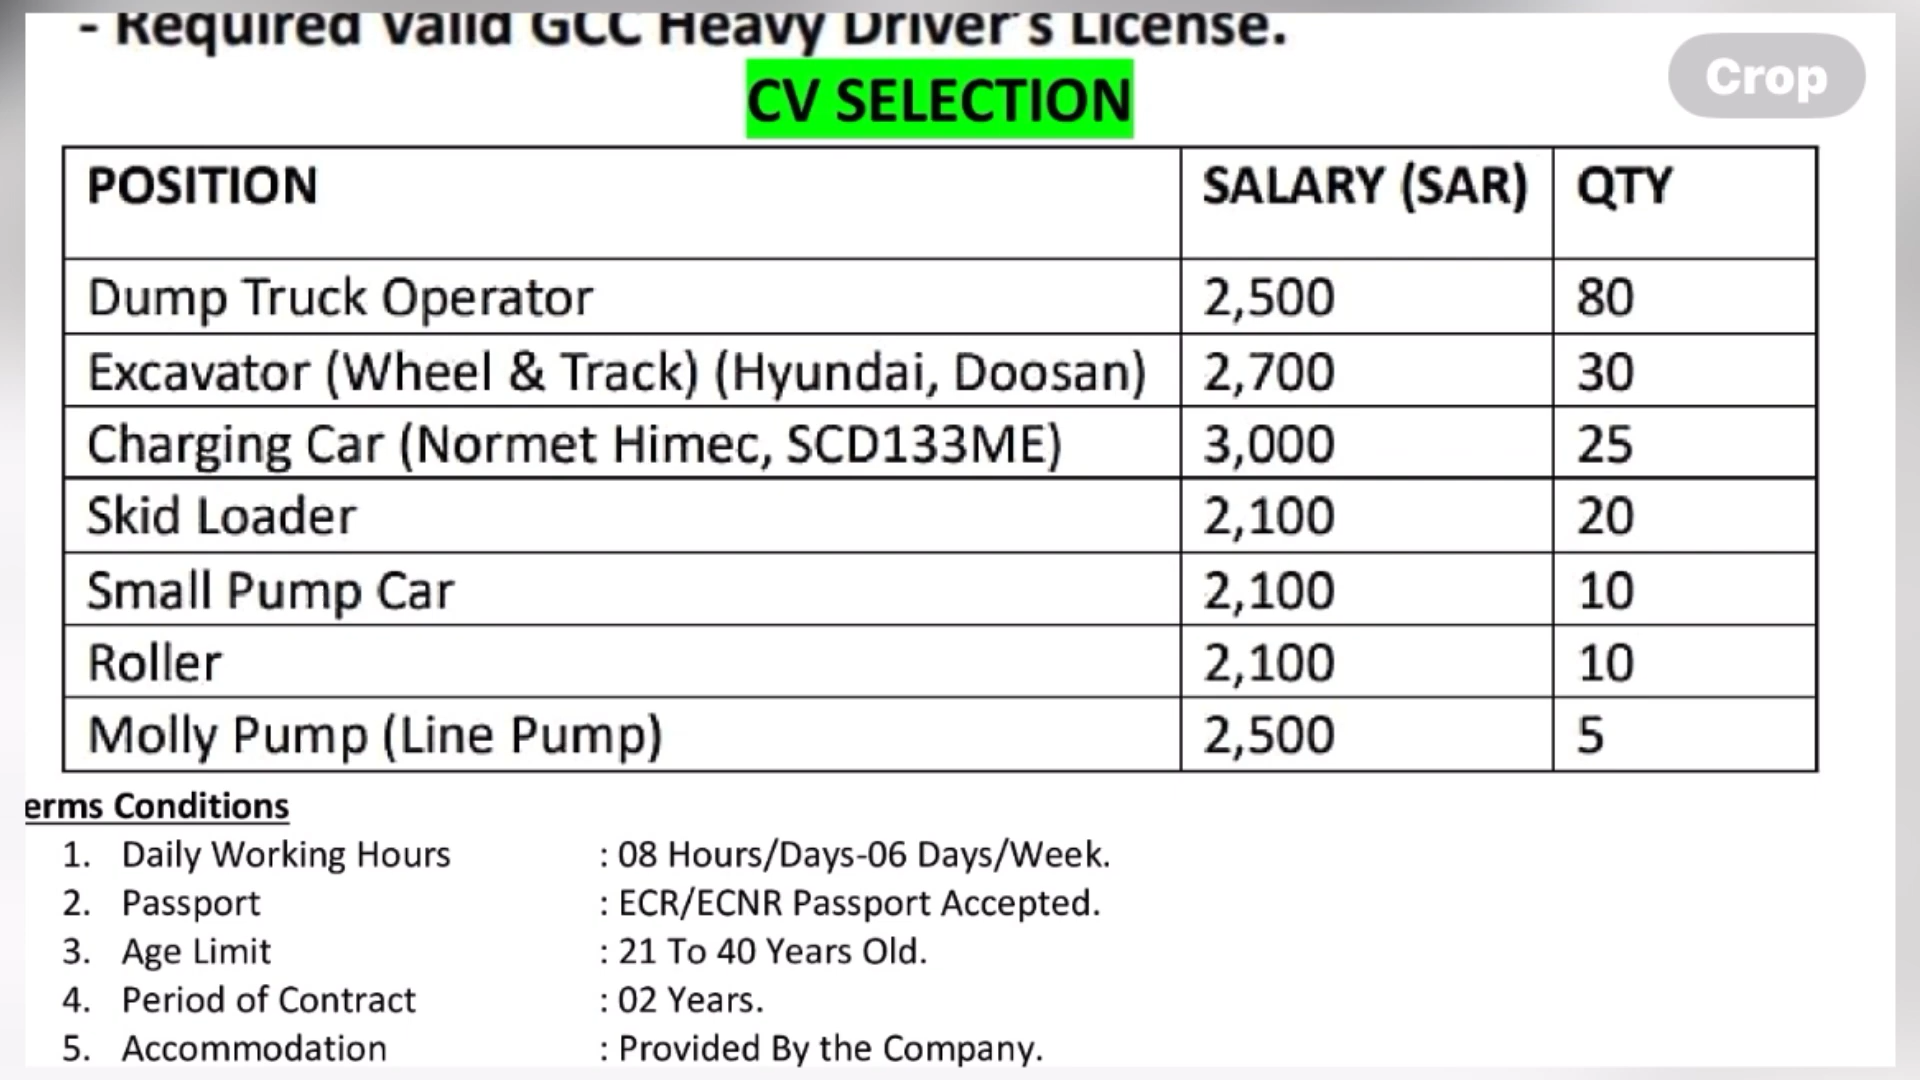 - Required Valid GCC Heavy Driver's License.
Crop
CV SELECTION
POSITION SALARY (SAR) QTY
Dump Truck Operator 2,500 80
Excavator (Wheel & Track) (Hyundai, Doosan) 2,700 30
Charging Car (Normet Himec, SCD133ME) 3,000 25
Skid Loader 2,100 20
Small Pump Car 2,100 10
Roller 2,100 10
Molly Pump (Line Pump) 2,500 5
erms Conditions
1. Daily Working Hours : 08 Hours/Days-06 Days/Week.
2. Passport : ECR/ECNR Passport Accepted.
3. Age Limit : 21 To 40 Years Old.
4. Period of Contract : 02 Years.
5. Accommodation : Provided By the Company.